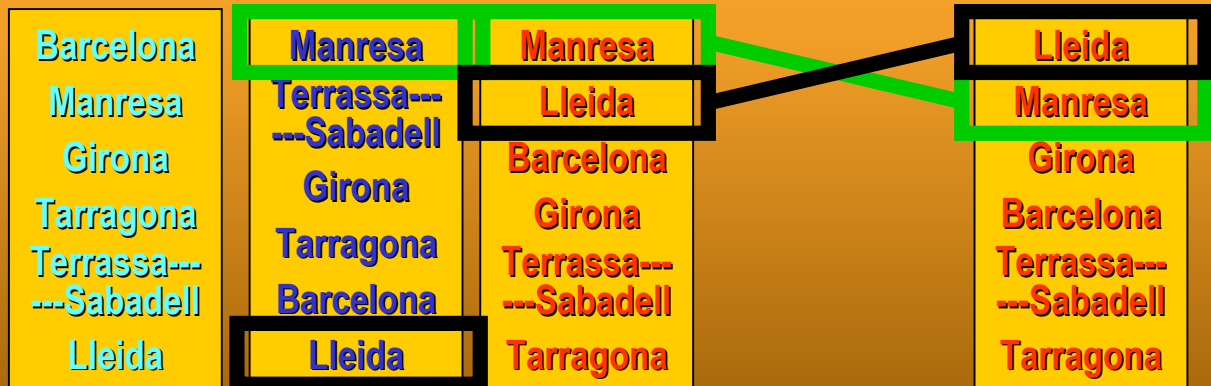 Barcelona
Manresa
Girona
Tarragona
Terrassa---
---Sabadell
Lleida
Manresa
Terrassa---
---Sabadell
Girona
Tarragona
Barcelona
Lleida
Manresa
Lleida
Barcelona
Girona
Terrassa---
---Sabadell
Tarragona
Lleida
Manresa
Girona
Barcelona
Terrassa---
---Sabadell
Tarragona